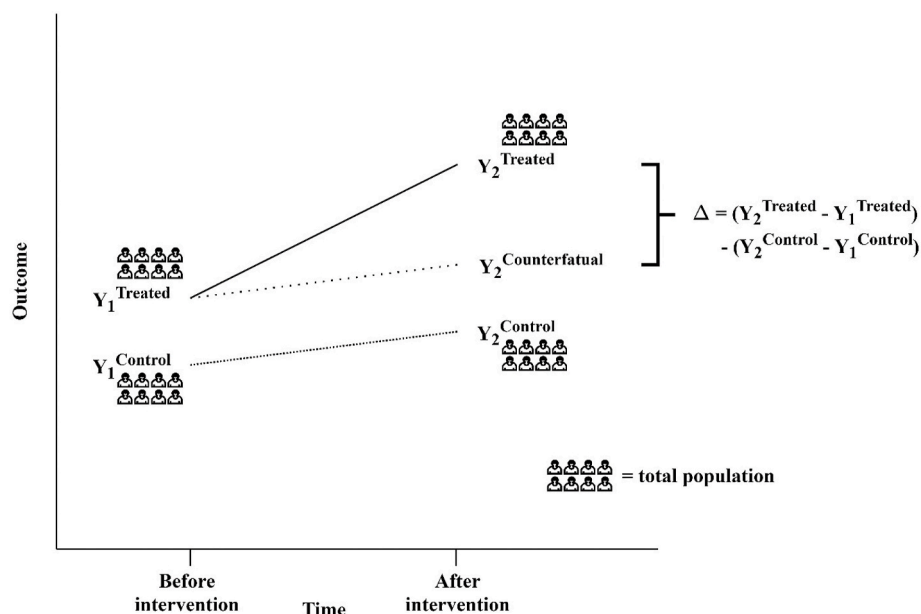 Y₂ᵀʳᵉᵃᵗᵉᵈ
Δ = (Y₂ᵀʳᵉᵃᵗᵉᵈ - Y₁ᵀʳᵉᵃᵗᵉᵈ)
- (Y₂ᶜᵒⁿᵗʳᵒˡ - Y₁ᶜᵒⁿᵗʳᵒˡ)
Y₂ᶜᵒᵘⁿᵗᵉʳᶠᵃᵗᵘᵃˡ
Outcome
Y₁ᵀʳᵉᵃᵗᵉᵈ
Y₂ᶜᵒⁿᵗʳᵒˡ
Y₁ᶜᵒⁿᵗʳᵒˡ
= total population
Before
intervention
Time
After
intervention